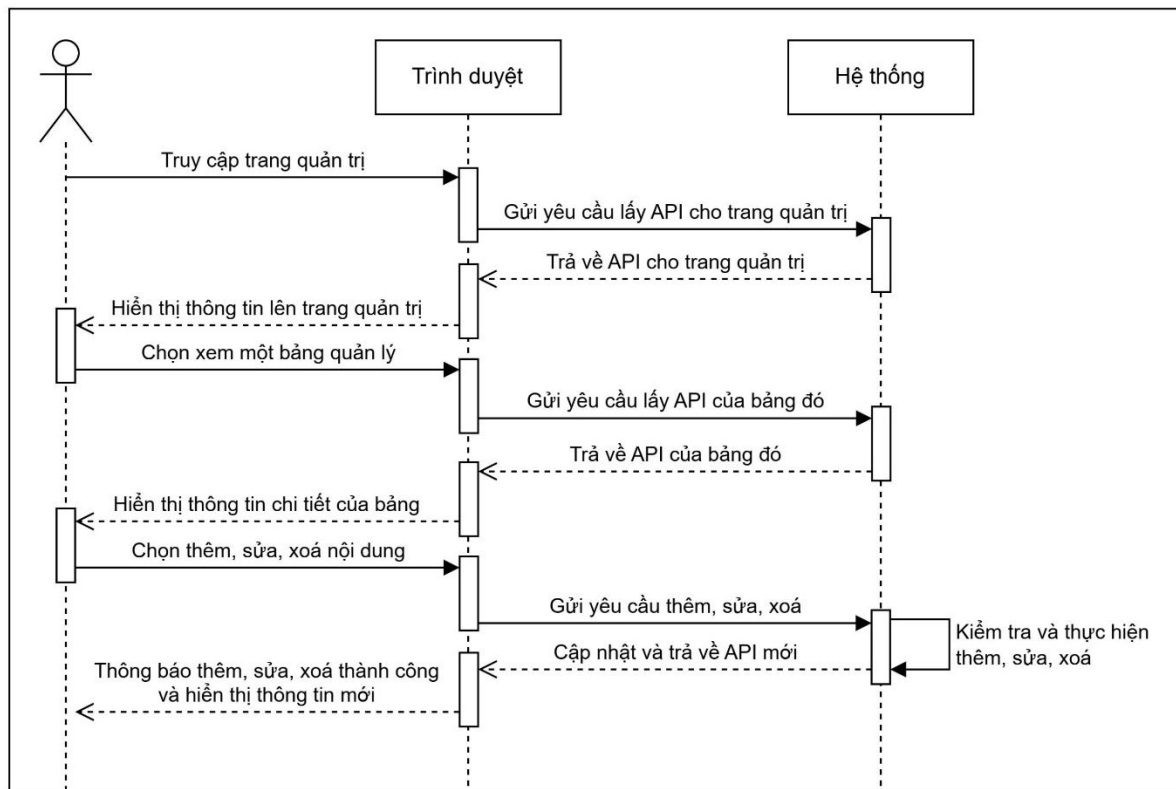 Trình duyệt
Hệ thống
Truy cập trang quản trị
Gửi yêu cầu lấy API cho trang quản trị
Trả về API cho trang quản trị
Hiển thị thông tin lên trang quản trị
Chọn xem một bảng quản lý
Gửi yêu cầu lấy API của bảng đó
Trả về API của bảng đó
Hiển thị thông tin chi tiết của bảng
Chọn thêm, sửa, xoá nội dung
Gửi yêu cầu thêm, sửa, xoá
Kiểm tra và thực hiện
thêm, sửa, xoá
Cập nhật và trả về API mới
Thông báo thêm, sửa, xoá thành công
và hiển thị thông tin mới